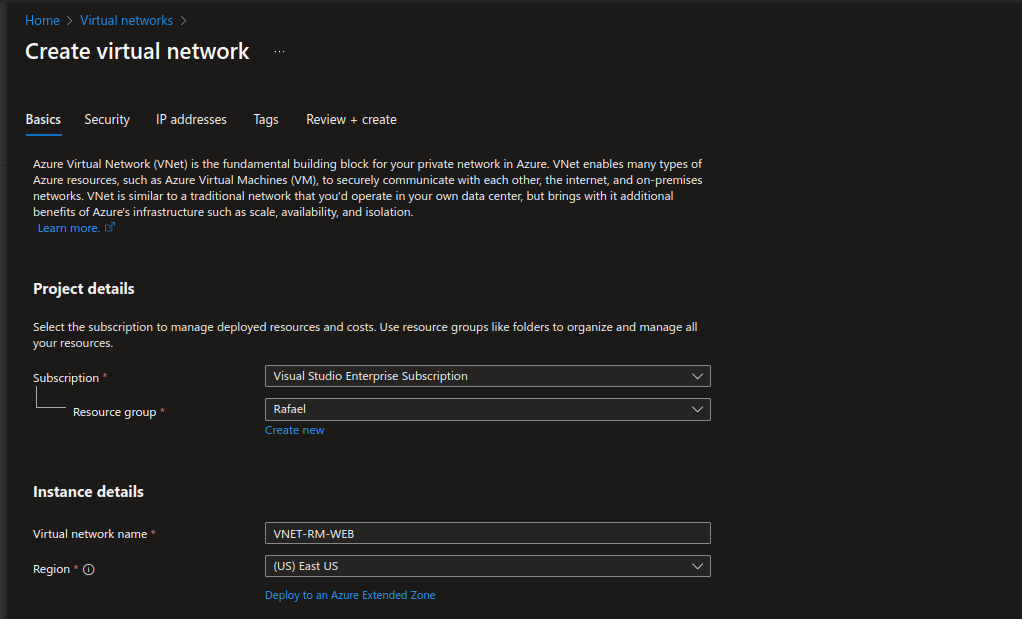 Home > Virtual networks >
Create virtual network ...
Basics Security IP addresses Tags Review + create
Azure Virtual Network (VNet) is the fundamental building block for your private network in Azure. VNet enables many types of
Azure resources, such as Azure Virtual Machines (VM), to securely communicate with each other, the internet, and on-premises
networks. VNet is similar to a traditional network that you'd operate in your own data center, but brings with it additional
benefits of Azure's infrastructure such as scale, availability, and isolation.
Learn more.
Project details
Select the subscription to manage deployed resources and costs. Use resource groups like folders to organize and manage all
your resources.
Subscription * Visual Studio Enterprise Subscription
Resource group * Rafael
Create new
Instance details
Virtual network name * VNET-RM-WEB
Region * (US) East US
Deploy to an Azure Extended Zone